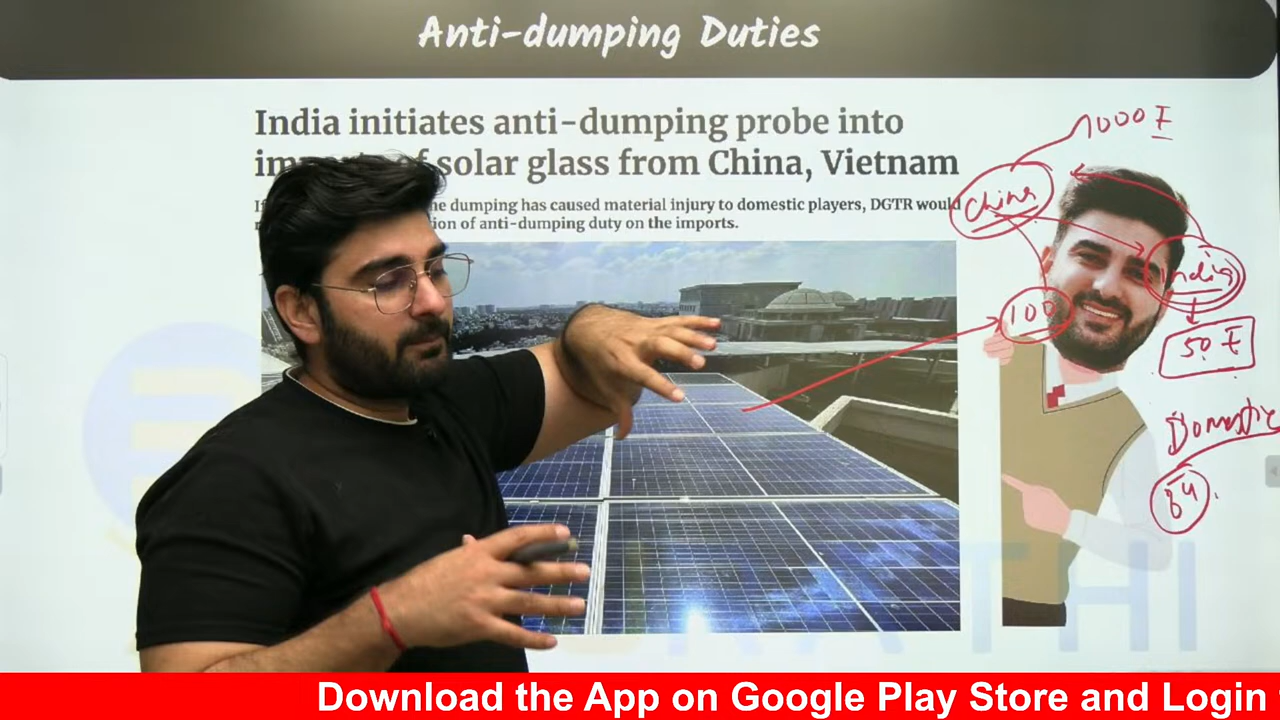 Anti-dumping Duties
India initiates anti-dumping probe into
of solar glass from China, Vietnam
dumping has caused material injury to domestic players, DGTR would
of anti-dumping duty on the imports.
1000 ₹
China
India
100
50 ₹
Domestic
THI
Download the App on Google Play Store and Login